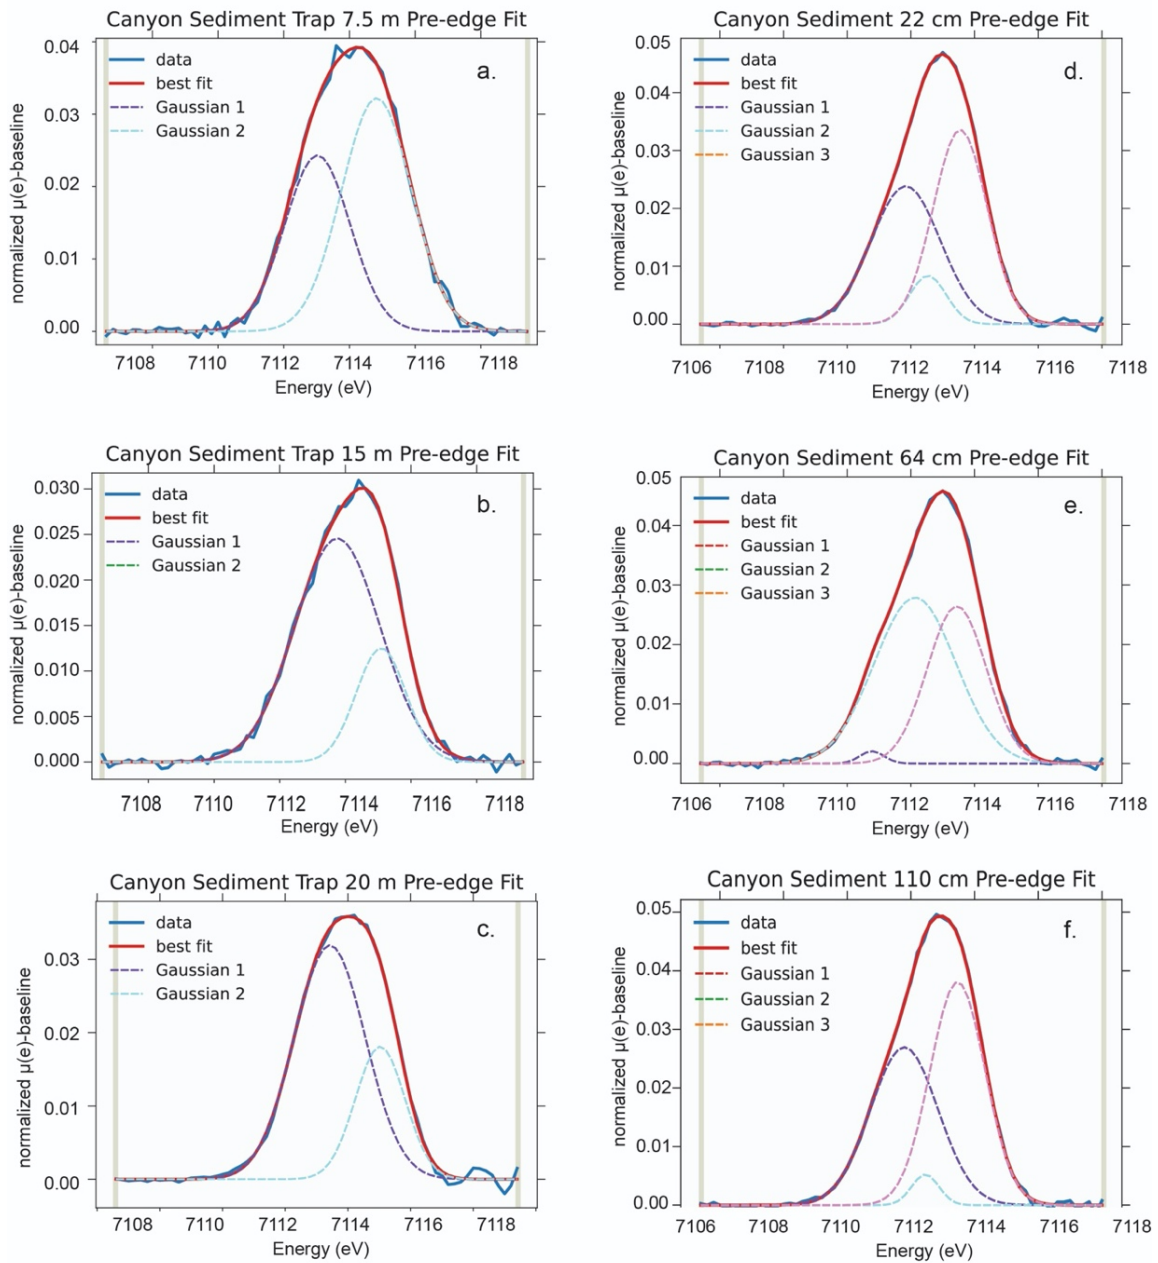 Canyon Sediment Trap 7.5 m Pre-edge Fit
a.
data
best fit
Gaussian 1
Gaussian 2
0.04
0.03
0.02
0.01
0.00
normalized μ(e)-baseline
7108 7110 7112 7114 7116 7118
Energy (eV)
Canyon Sediment 22 cm Pre-edge Fit
d.
data
best fit
Gaussian 1
Gaussian 2
Gaussian 3
0.05
0.04
0.03
0.02
0.01
0.00
normalized μ(e)-baseline
7106 7108 7110 7112 7114 7116 7118
Energy (eV)
Canyon Sediment Trap 15 m Pre-edge Fit
b.
data
best fit
Gaussian 1
Gaussian 2
0.030
0.025
0.020
0.015
0.010
0.005
0.000
normalized μ(e)-baseline
7108 7110 7112 7114 7116 7118
Energy (eV)
Canyon Sediment 64 cm Pre-edge Fit
e.
data
best fit
Gaussian 1
Gaussian 2
Gaussian 3
0.05
0.04
0.03
0.02
0.01
0.00
normalized μ(e)-baseline
7106 7108 7110 7112 7114 7116 7118
Energy (eV)
Canyon Sediment Trap 20 m Pre-edge Fit
c.
data
best fit
Gaussian 1
Gaussian 2
0.03
0.02
0.01
0.00
normalized μ(e)-baseline
7108 7110 7112 7114 7116 7118
Energy (eV)
Canyon Sediment 110 cm Pre-edge Fit
f.
data
best fit
Gaussian 1
Gaussian 2
Gaussian 3
0.05
0.04
0.03
0.02
0.01
0.00
normalized μ(e)-baseline
7106 7108 7110 7112 7114 7116 7118
Energy (eV)